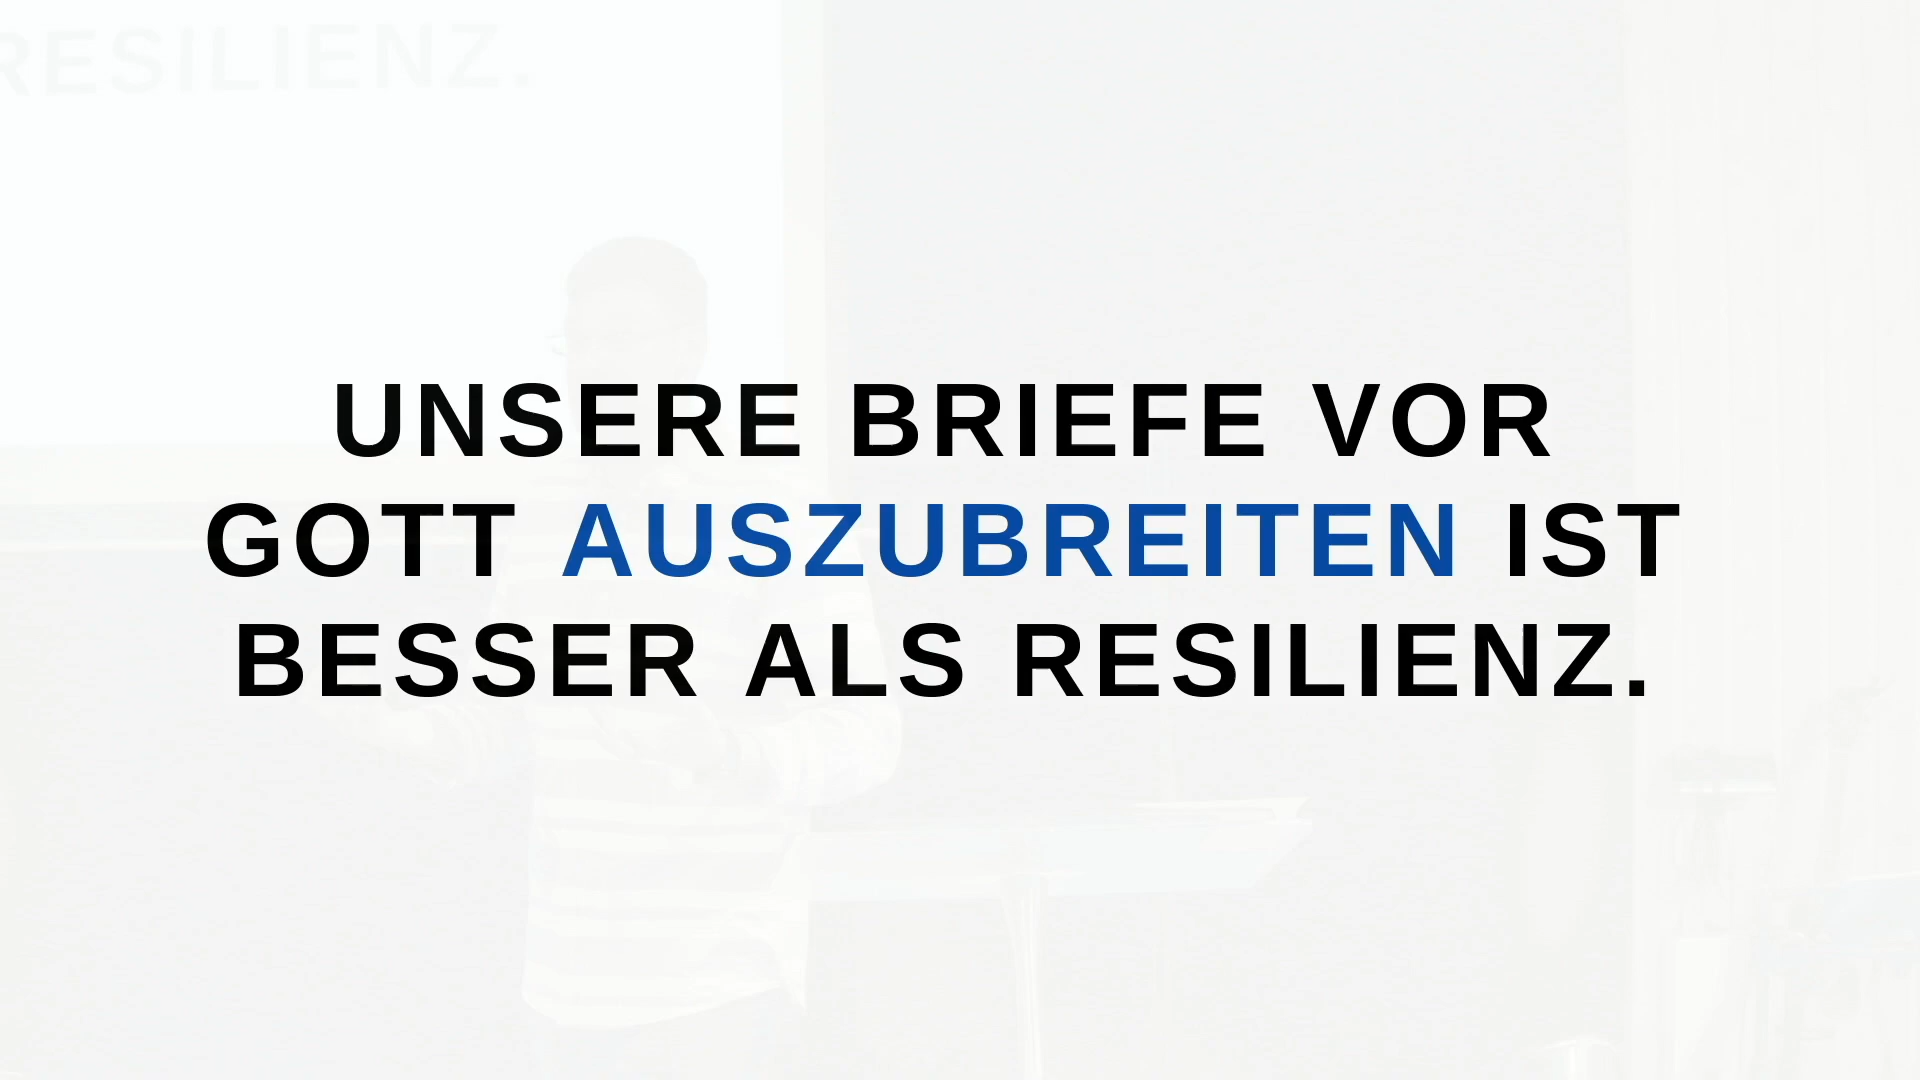 RESILIENZ.
UNSERE BRIEFE VOR
GOTT AUSZUBREITEN IST
BESSER ALS RESILIENZ.